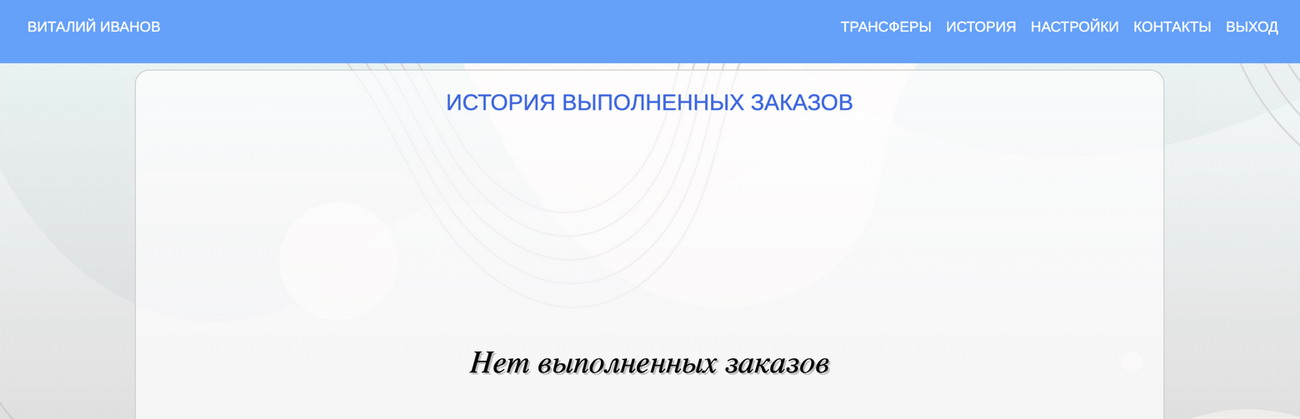 ВИТАЛИЙ ИВАНОВ
ТРАНСФЕРЫ ИСТОРИЯ НАСТРОЙКИ КОНТАКТЫ ВЫХОД
ИСТОРИЯ ВЫПОЛНЕННЫХ ЗАКАЗОВ
Нет выполненных заказов